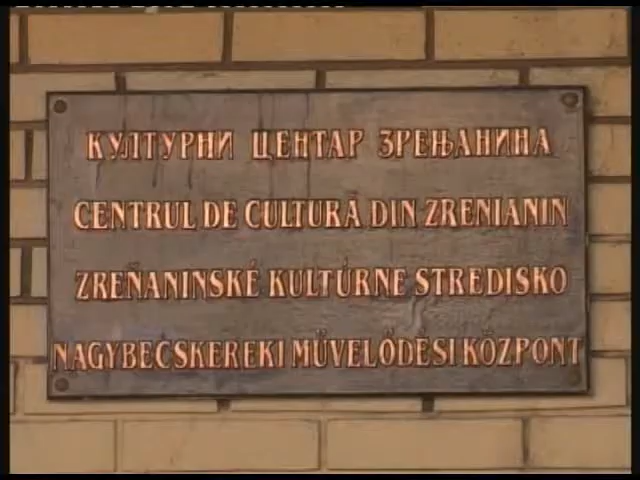 КУЛТУРНИ ЦЕНТАР ЗРЕЊАНИНА
CENTRUL DE CULTURĂ DIN ZRENIANIN
ZREŇANINSKÉ KULTÚRNE STREDISKO
NAGYBECSKEREKI MŰVELŐDÉSI KÖZPONT